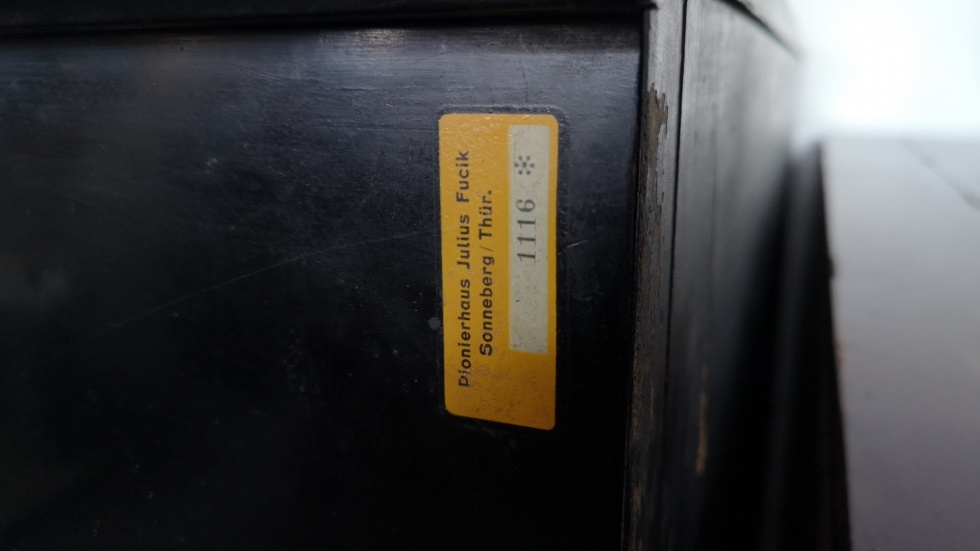 Pionierhaus Julius Fucik
Sonneberg/Thür.
1116 *